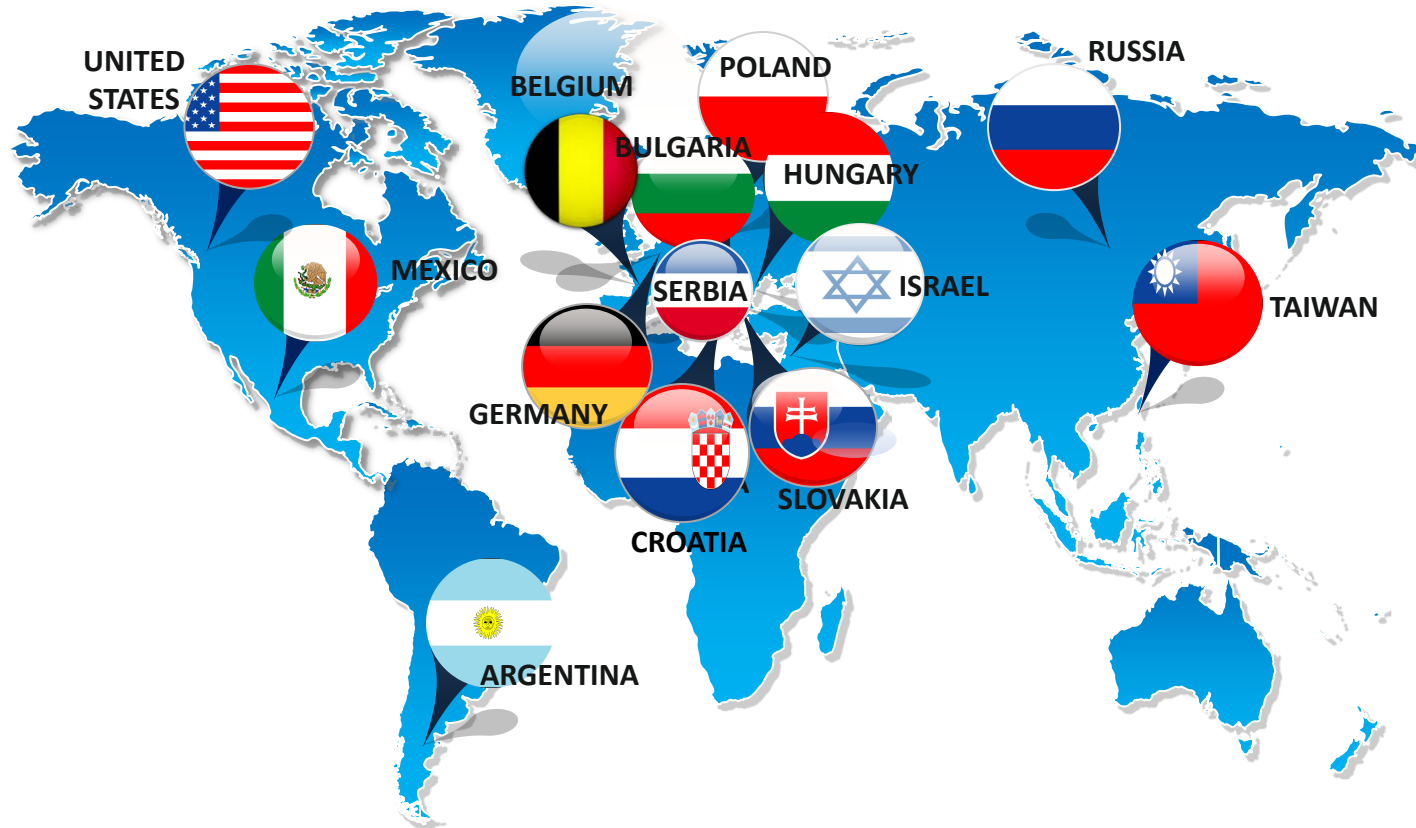 UNITED
STATES
BELGIUM
POLAND
RUSSIA
BULGARIA
HUNGARY
MEXICO
SERBIA
ISRAEL
TAIWAN
GERMANY
SLOVAKIA
CROATIA
ARGENTINA